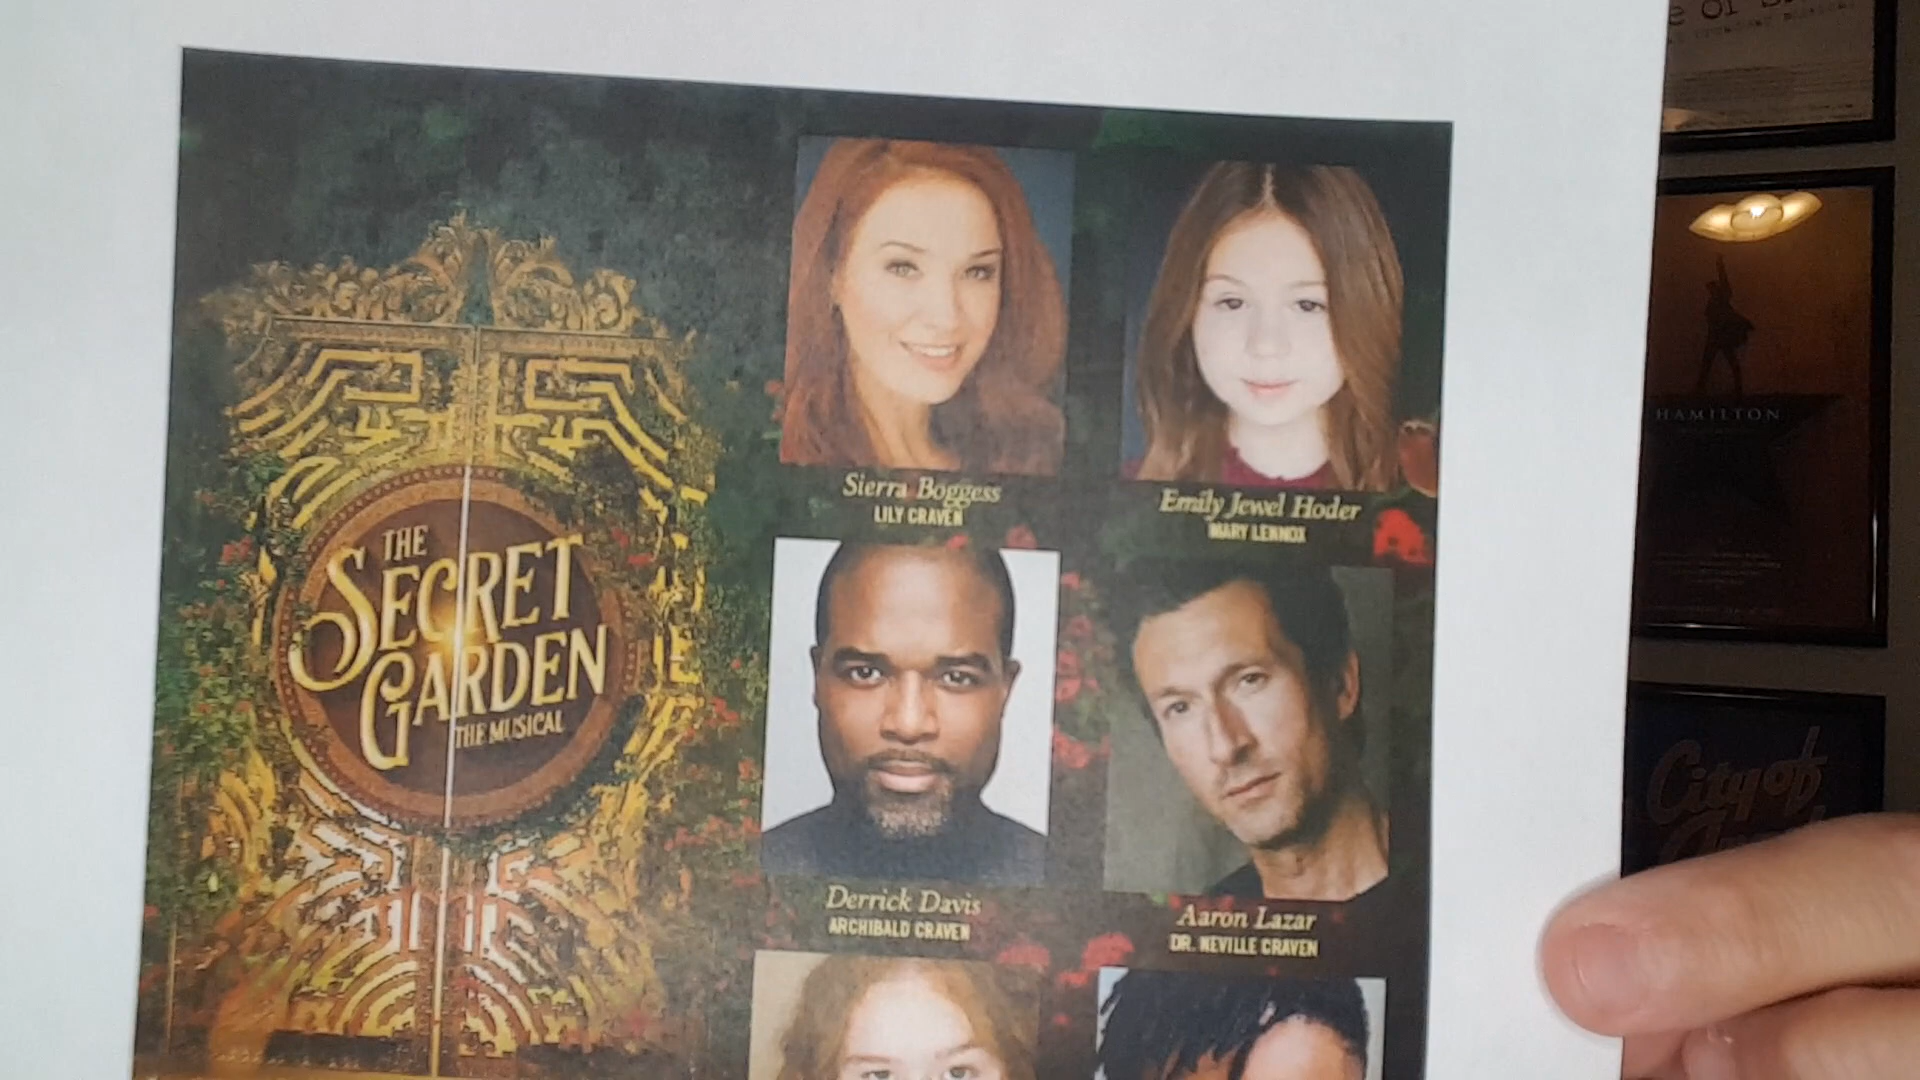 THE
SECRET
GARDEN
THE MUSICAL
Sierra Boggess
LILY CRAVEN
Emily Jewel Hoder
MARY LENNOX
Derrick Davis
ARCHIBALD CRAVEN
Aaron Lazar
DR. NEVILLE CRAVEN
HAMILTON
City of